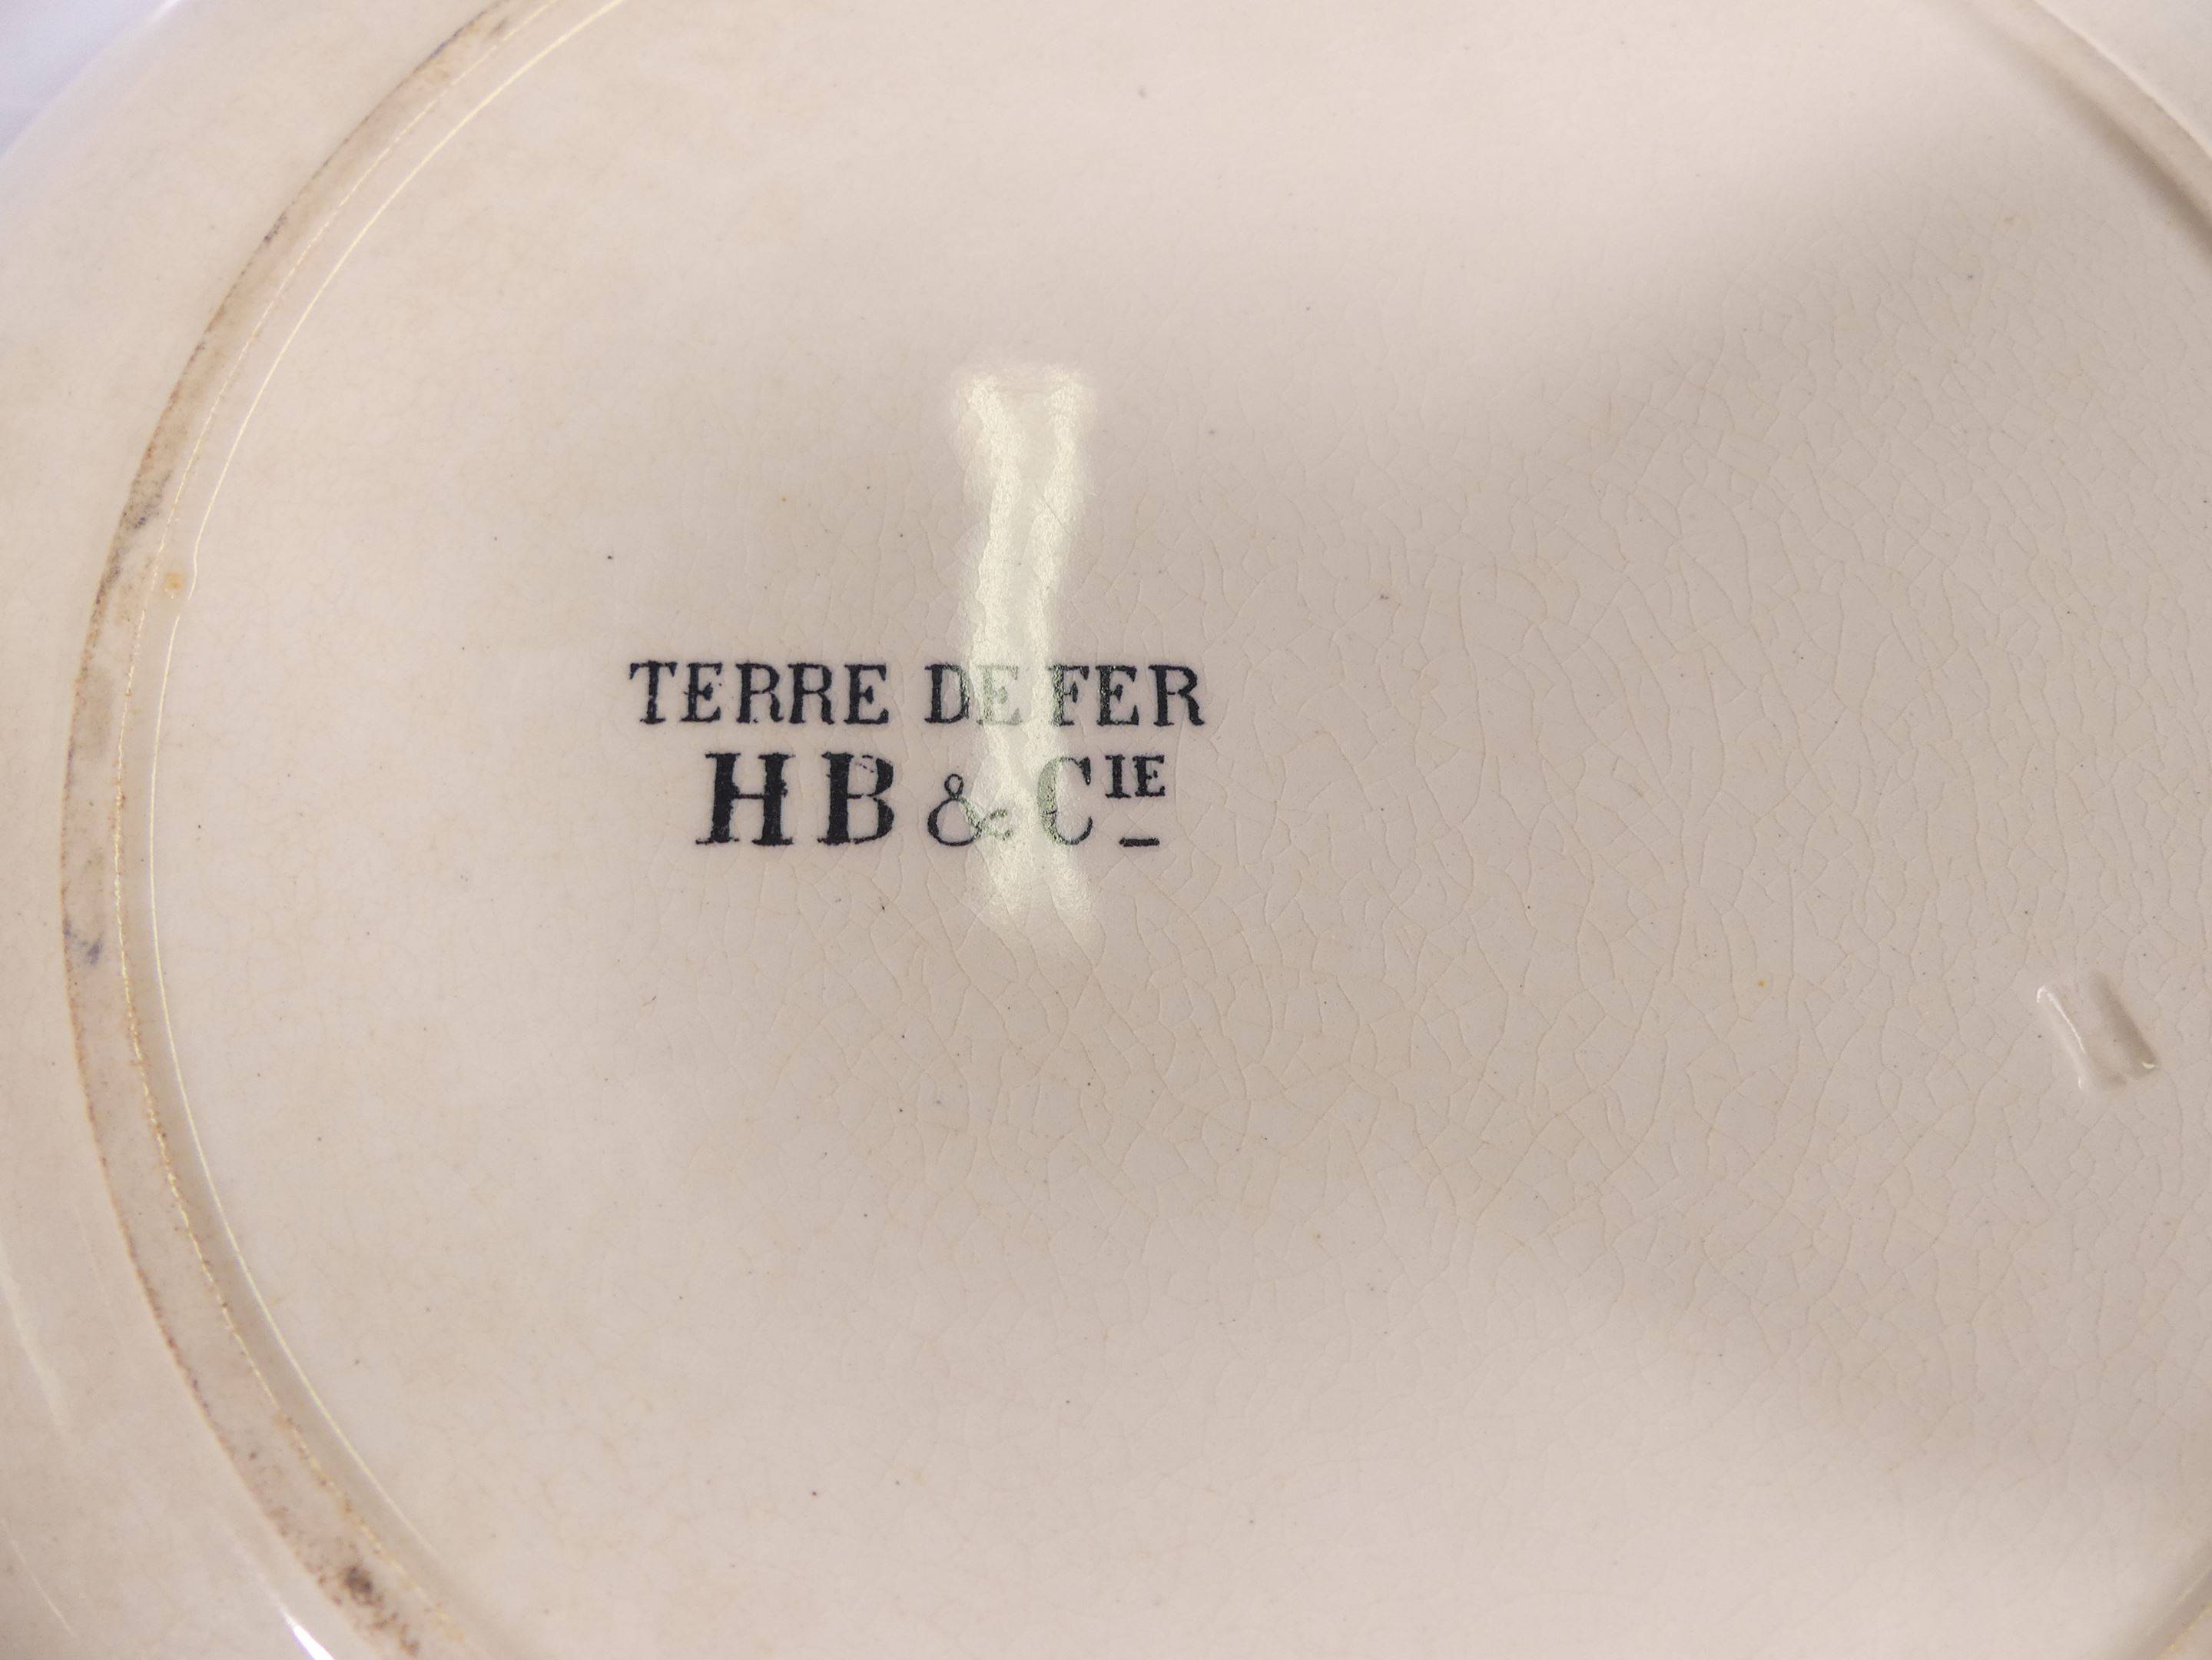 TERRE DE FER
HB & CIE